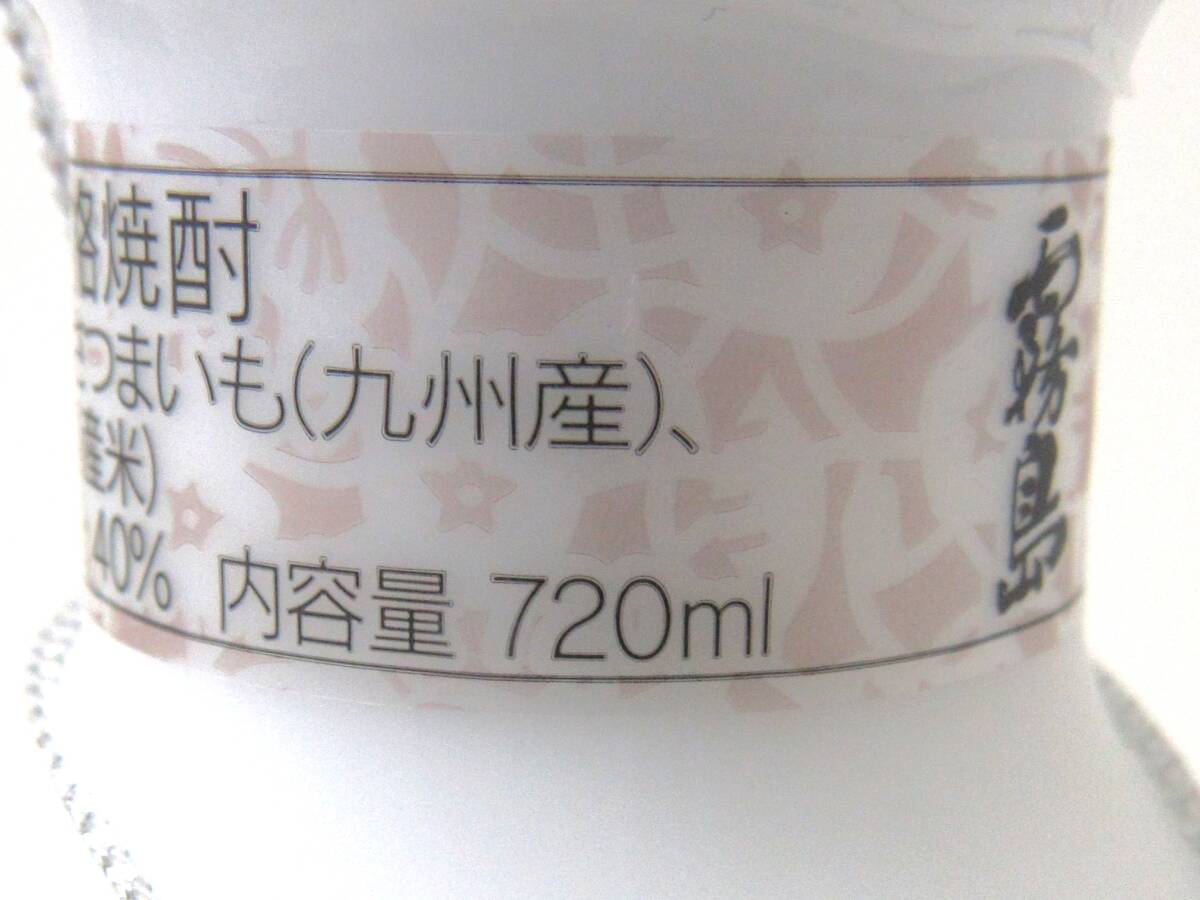 格焼酎
さつまいも(九州産)、
産米)
40% 内容量 720ml
霧島